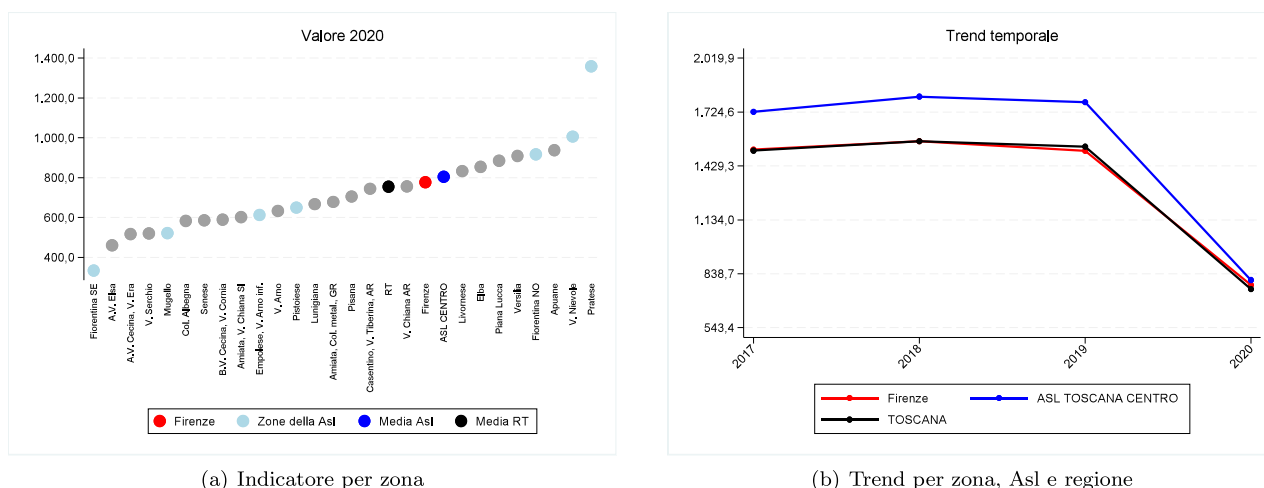 Valore 2020
1.400,0
1.200,0
1.000,0
800,0
600,0
400,0
Fiorentina SE
A.V. Elsa
A.V. Cecina, V. Era
V. Serchio
Mugello
Col. Albegna
Senese
B.V. Cecina, V. Cornia
Amiata, V. Chiana SI
Empolese, V. Arno inf.
V. Arno
Pistoiese
Lunigiana
Amiata, Col. metal., GR
Pisana
Casentino, V. Tiberina, AR
RT
V. Chiana AR
Firenze
ASL CENTRO
Livornese
Elba
Piana Lucca
Versilia
Fiorentina NO
Apuane
V. Nievole
Pratese
Firenze Zone della Asl Media Asl Media RT
(a) Indicatore per zona
Trend temporale
2.019,9
1.724,6
1.429,3
1.134,0
838,7
543,4
2017
2018
2019
2020
Firenze ASL TOSCANA CENTRO
TOSCANA
(b) Trend per zona, Asl e regione